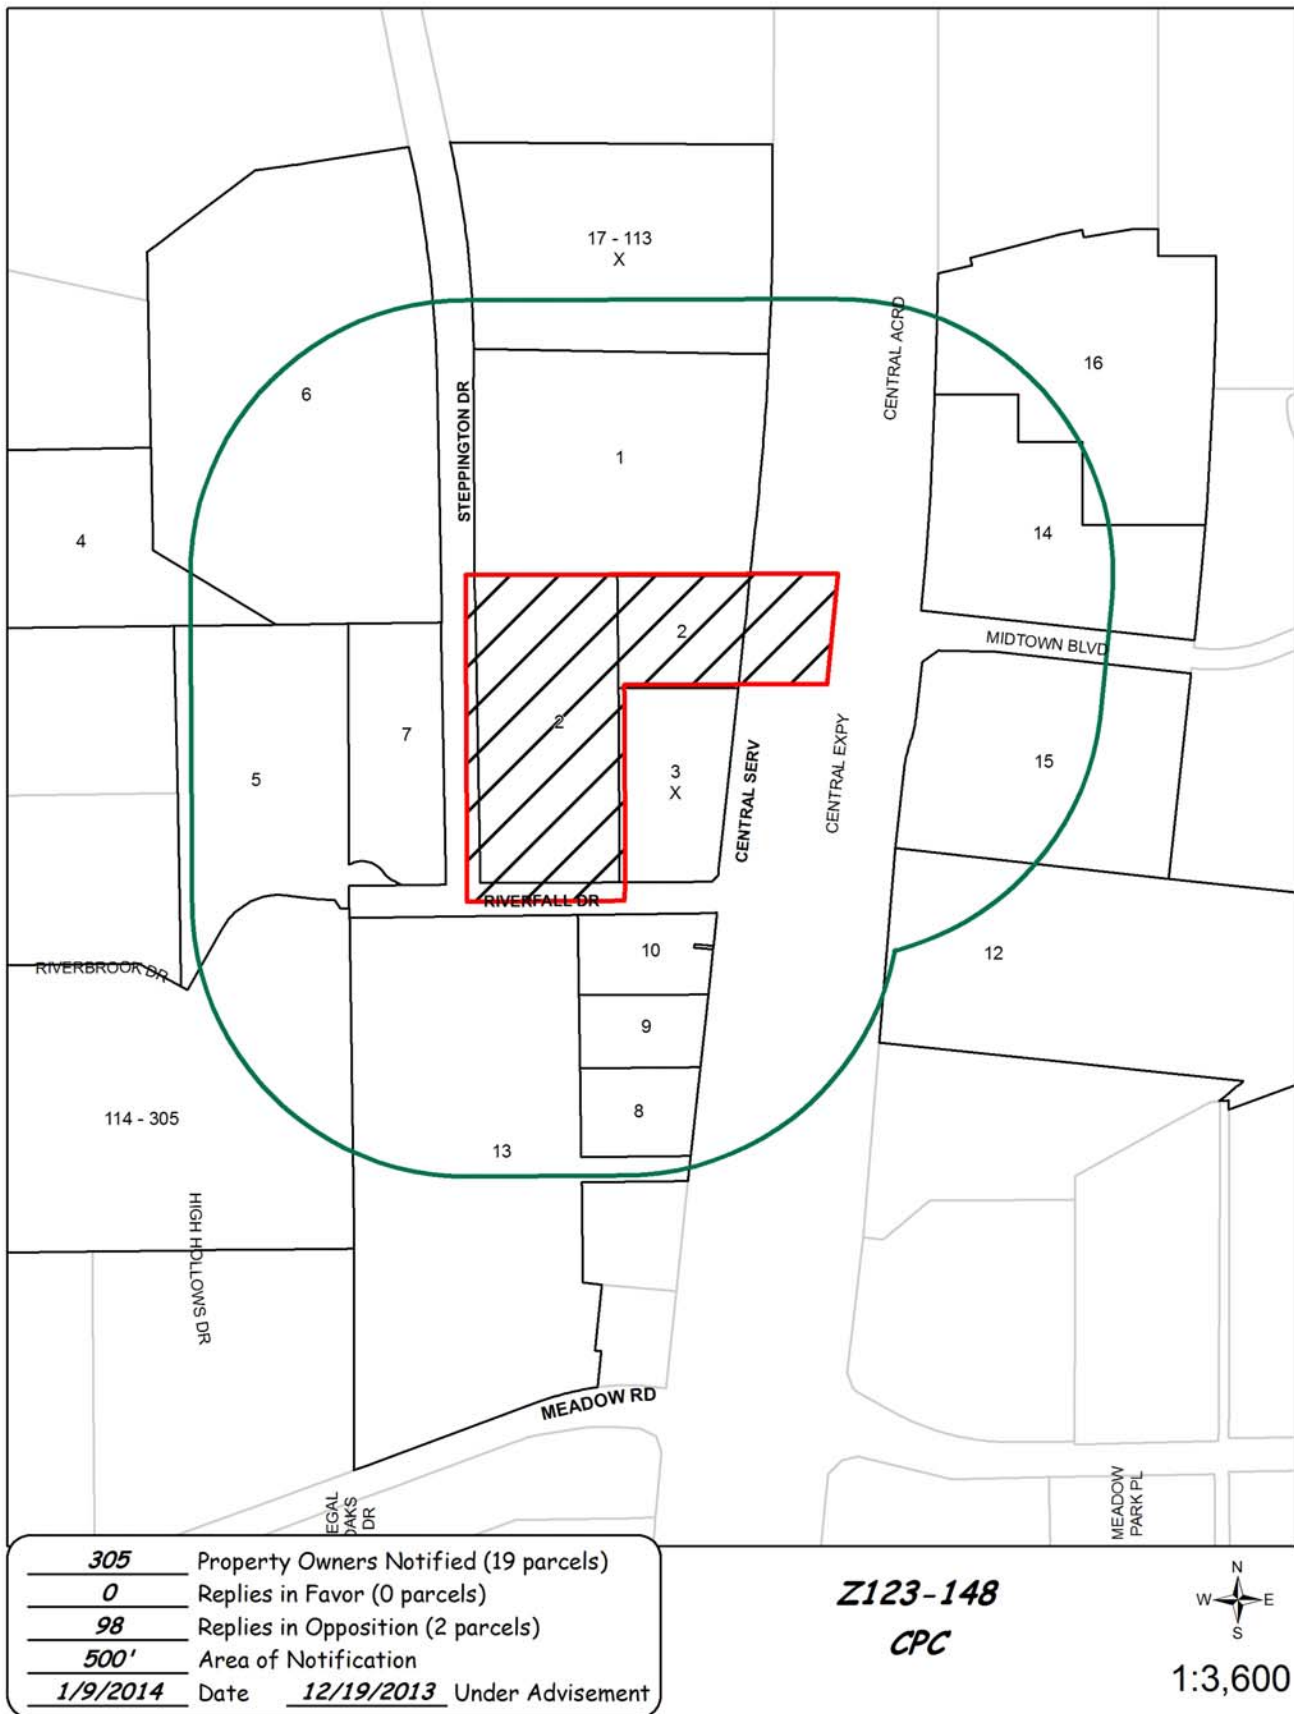 17 - 113
X
CENTRAL ACRD
16
6
STEPPINGTON DR
1
4
14
2
MIDTOWN BLVD
7
2
5
3
X
CENTRAL SERV
CENTRAL EXPY
15
RIVERFALL DR
10
12
RIVERBROOK DR
9
8
114 - 305
13
HIGH HOLLOWS DR
MEADOW RD
EGAL
OAKS
DR
MEADOW
PARK PL
305 Property Owners Notified (19 parcels)
0 Replies in Favor (0 parcels)
98 Replies in Opposition (2 parcels)
500' Area of Notification
1/9/2014 Date 12/19/2013 Under Advisement
Z123-148
CPC
N
W E
S
1:3,600